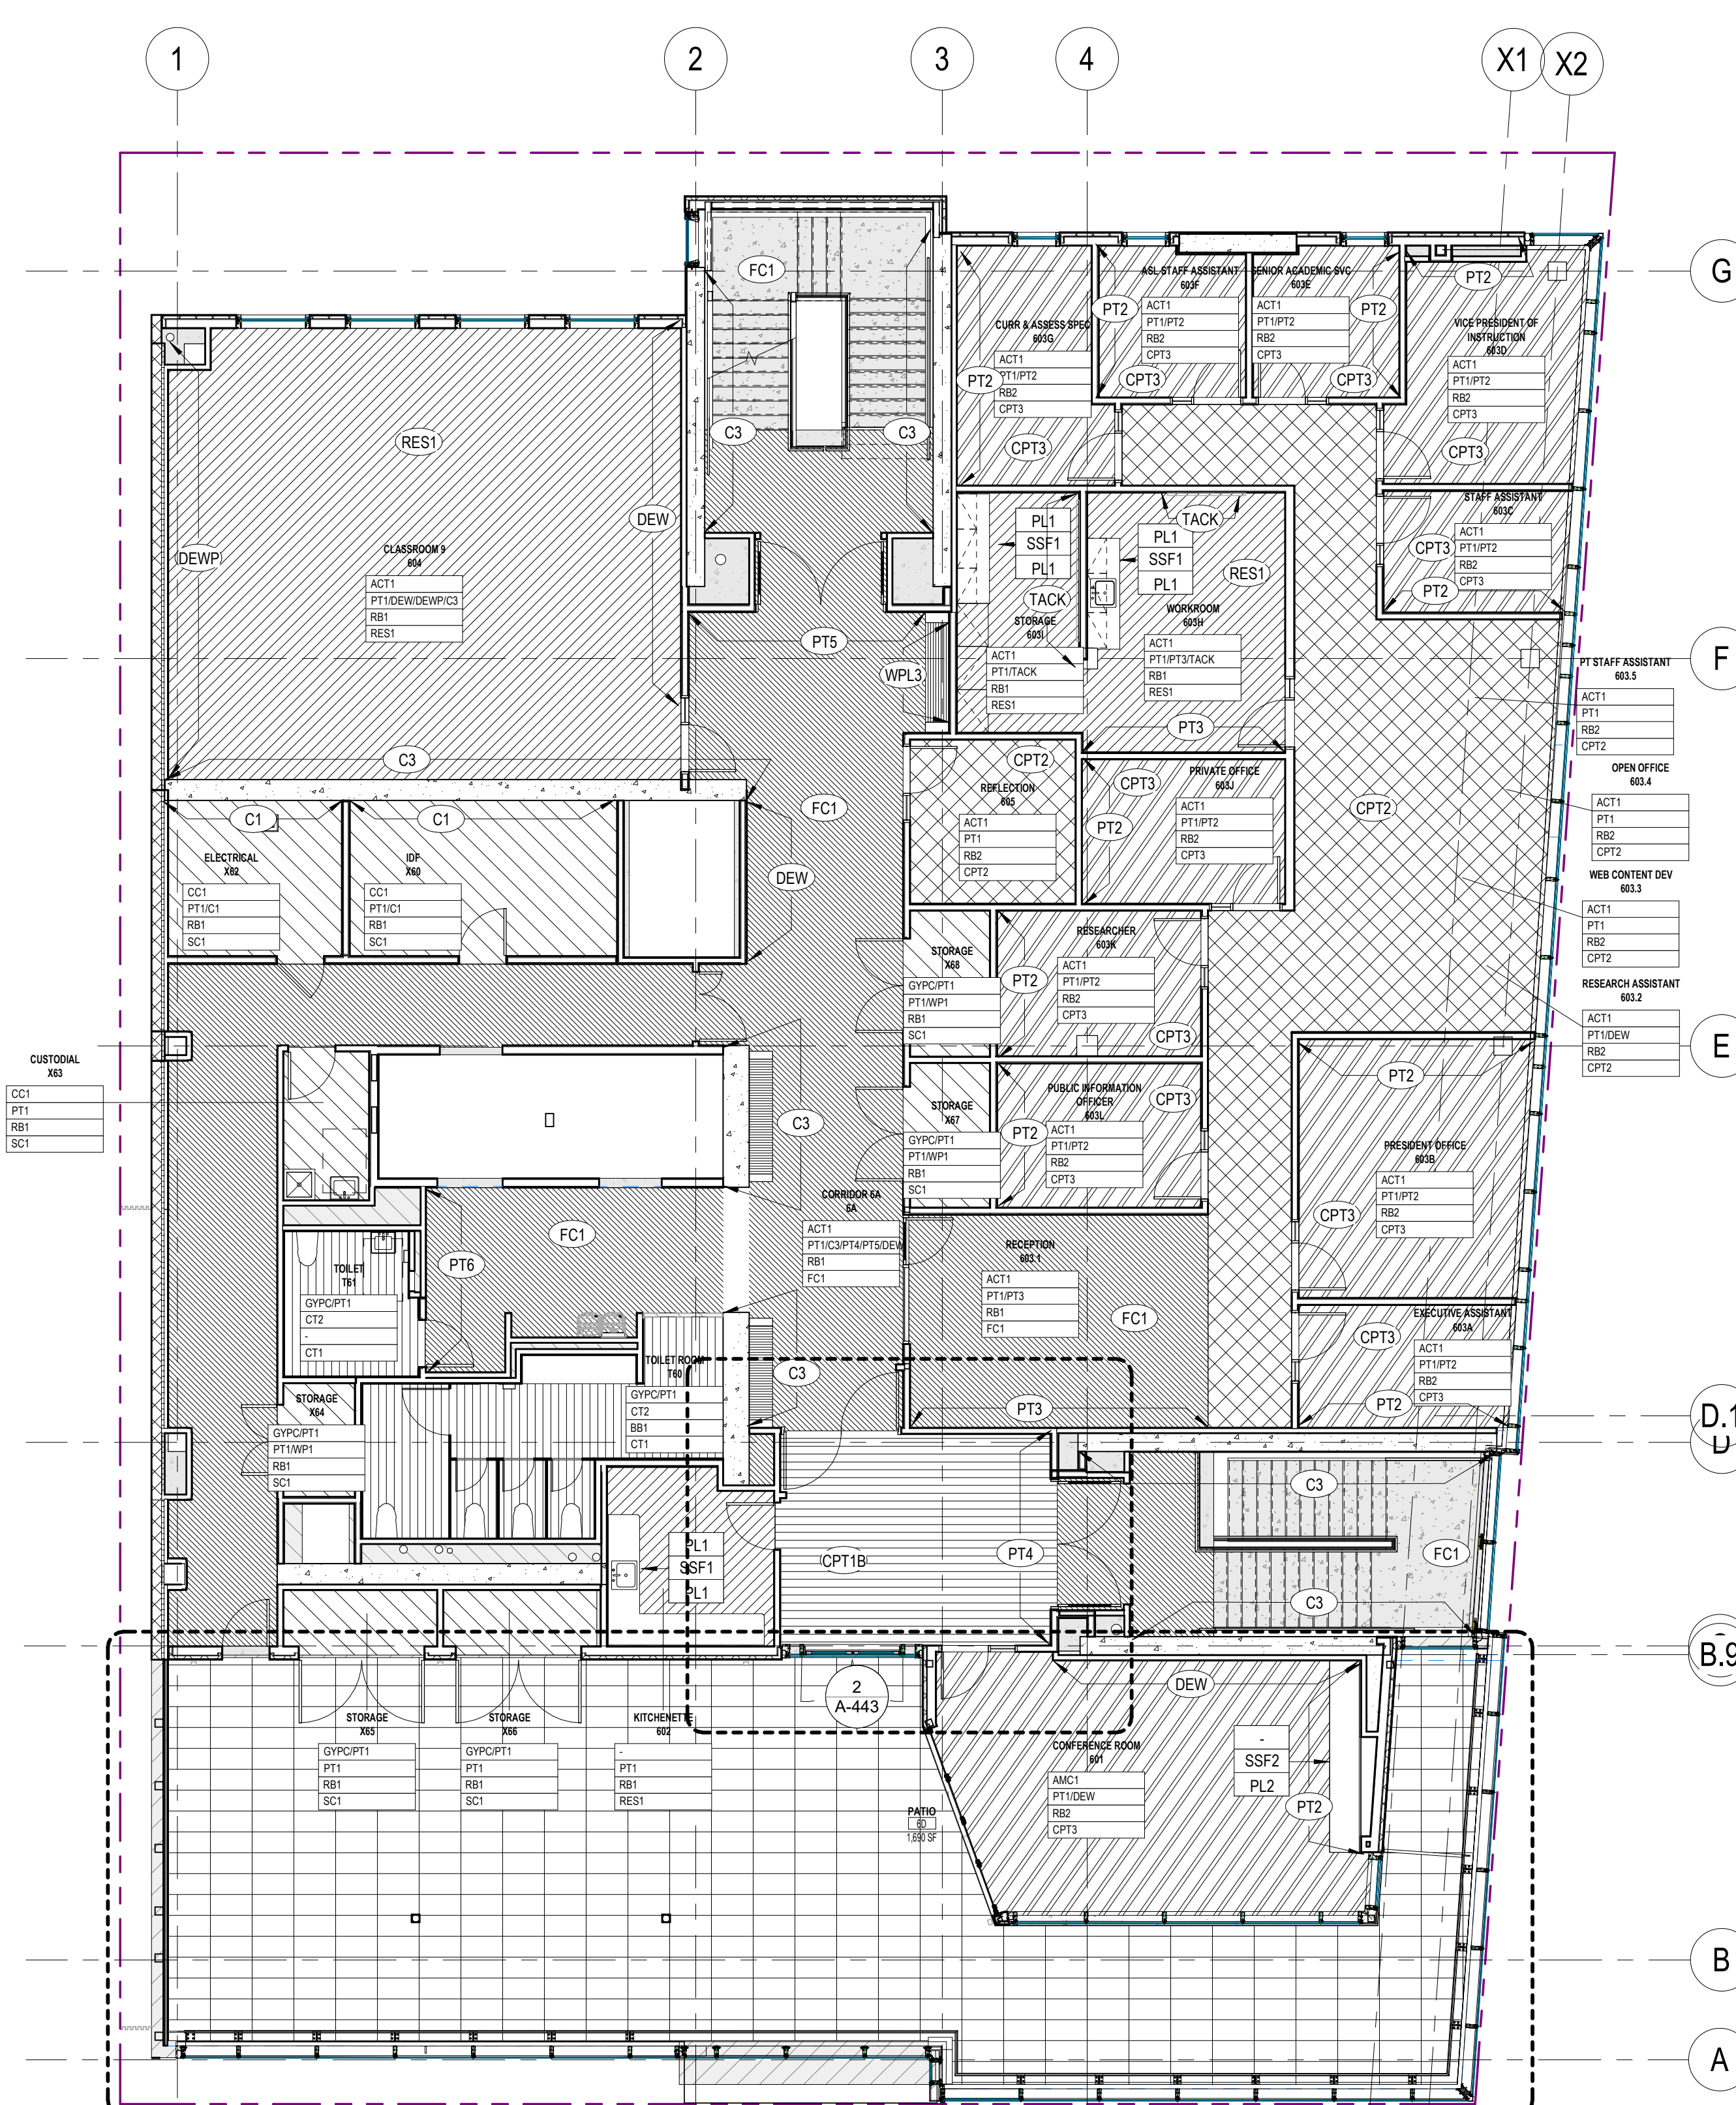 1
2
3
4
X1
X2
G
FC1
PT2
ASL STAFF ASSISTANT
603F
ACT1
PT1/PT2
RB2
CPT3
CPT3
SENIOR ACADEMIC SVC
603E
ACT1
PT1/PT2
RB2
CPT3
PT2
CPT3
PT2
VICE PRESIDENT OF
INSTRUCTION
603D
ACT1
PT1/PT2
RB2
CPT3
CPT3
CURR & ASSESS SPEC
603G
ACT1
PT1/PT2
RB2
CPT3
PT2
CPT3
RES1
C3
C3
DEW
DEWP
CLASSROOM 9
604
ACT1
PT1/DEW/DEWP/C3
RB1
RES1
STAFF ASSISTANT
603C
ACT1
PT1/PT2
RB2
CPT3
CPT3
PT2
PL1
SSF1
PL1
TACK
STORAGE
603I
ACT1
PT1/TACK
RB1
RES1
TACK
PL1
SSF1
PL1
RES1
WORKROOM
603H
ACT1
PT1/PT3/TACK
RB1
RES1
PT3
PT5
WPL3
F
PT STAFF ASSISTANT
603.5
ACT1
PT1
RB2
CPT2
OPEN OFFICE
603.4
ACT1
PT1
RB2
CPT2
WEB CONTENT DEV
603.3
ACT1
PT1
RB2
CPT2
RESEARCH ASSISTANT
603.2
ACT1
PT1/DEW
RB2
CPT2
CPT2
C3
C1
C1
FC1
DEW
ELECTRICAL
X62
CC1
PT1/C1
RB1
SC1
IDF
X60
CC1
PT1/C1
RB1
SC1
CPT2
REFLECTION
605
ACT1
PT1
RB2
CPT2
CPT3
PT2
PRIVATE OFFICE
603J
ACT1
PT1/PT2
RB2
CPT3
STORAGE
X68
GYPC/PT1
PT1/WP1
RB1
SC1
RESEARCHER
603K
ACT1
PT1/PT2
RB2
CPT3
PT2
CPT3
E
CUSTODIAL
X63
CC1
PT1
RB1
SC1
C3
STORAGE
X67
GYPC/PT1
PT1/WP1
RB1
SC1
PUBLIC INFORMATION
OFFICER
603L
ACT1
PT1/PT2
RB2
CPT3
PT2
CPT3
PT2
PRESIDENT OFFICE
603B
ACT1
PT1/PT2
RB2
CPT3
CPT3
CORRIDOR 6A
6A
ACT1
PT1/C3/PT4/PT5/DEW
RB1
FC1
FC1
PT6
TOILET
T61
GYPC/PT1
CT2
-
CT1
RECEPTION
603.1
ACT1
PT1/PT3
RB1
FC1
FC1
PT3
EXECUTIVE ASSISTANT
603A
ACT1
PT1/PT2
RB2
CPT3
CPT3
PT2
TOILET ROOM
T60
GYPC/PT1
CT2
BB1
CT1
C3
STORAGE
X64
GYPC/PT1
PT1/WP1
RB1
SC1
D.1
D
C3
PL1
SSF1
PL1
CPT1B
PT4
FC1
C3
B.9
2
A-443
DEW
STORAGE
X65
GYPC/PT1
PT1
RB1
SC1
STORAGE
X66
GYPC/PT1
PT1
RB1
SC1
KITCHENETTE
602
-
PT1
RB1
RES1
CONFERENCE ROOM
601
AMC1
PT1/DEW
RB2
CPT3
-
SSF2
PL2
PT2
PATIO
6D
1,690 SF
B
A